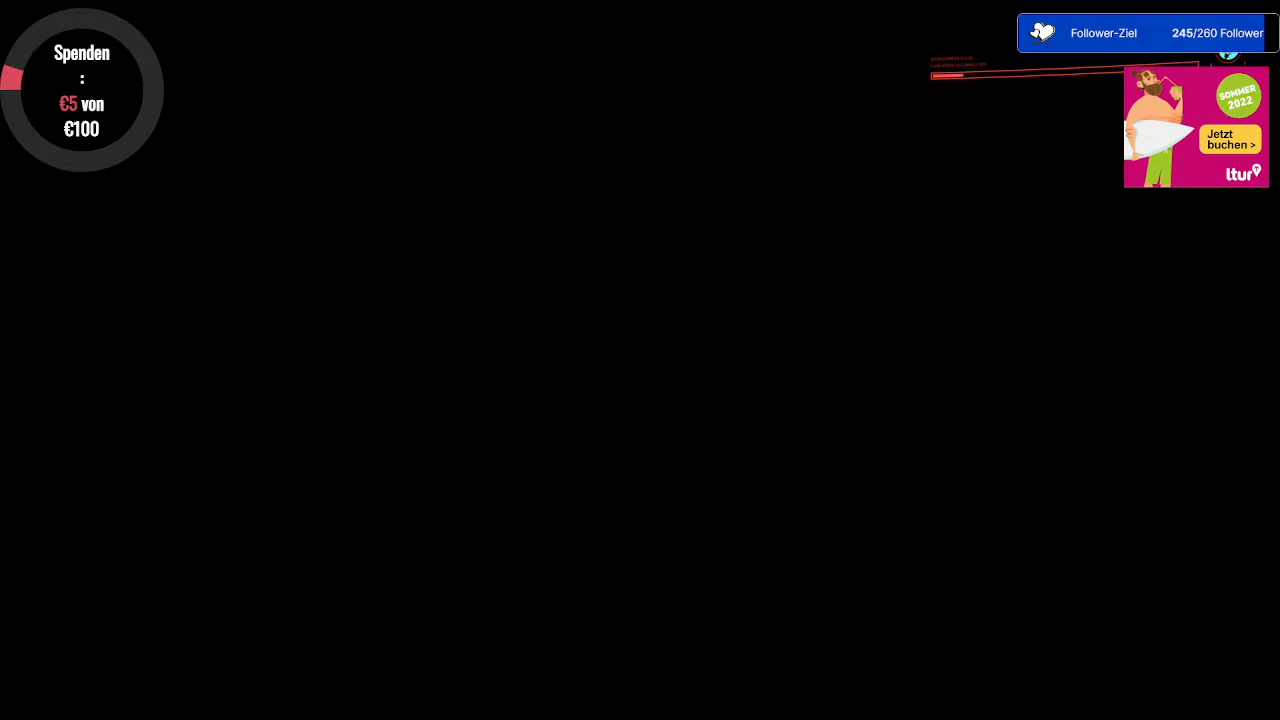 Spenden
:
€5 von
€100
Follower-Ziel 245/260 Follower
SOMMER
2022
Jetzt
buchen >
ltur